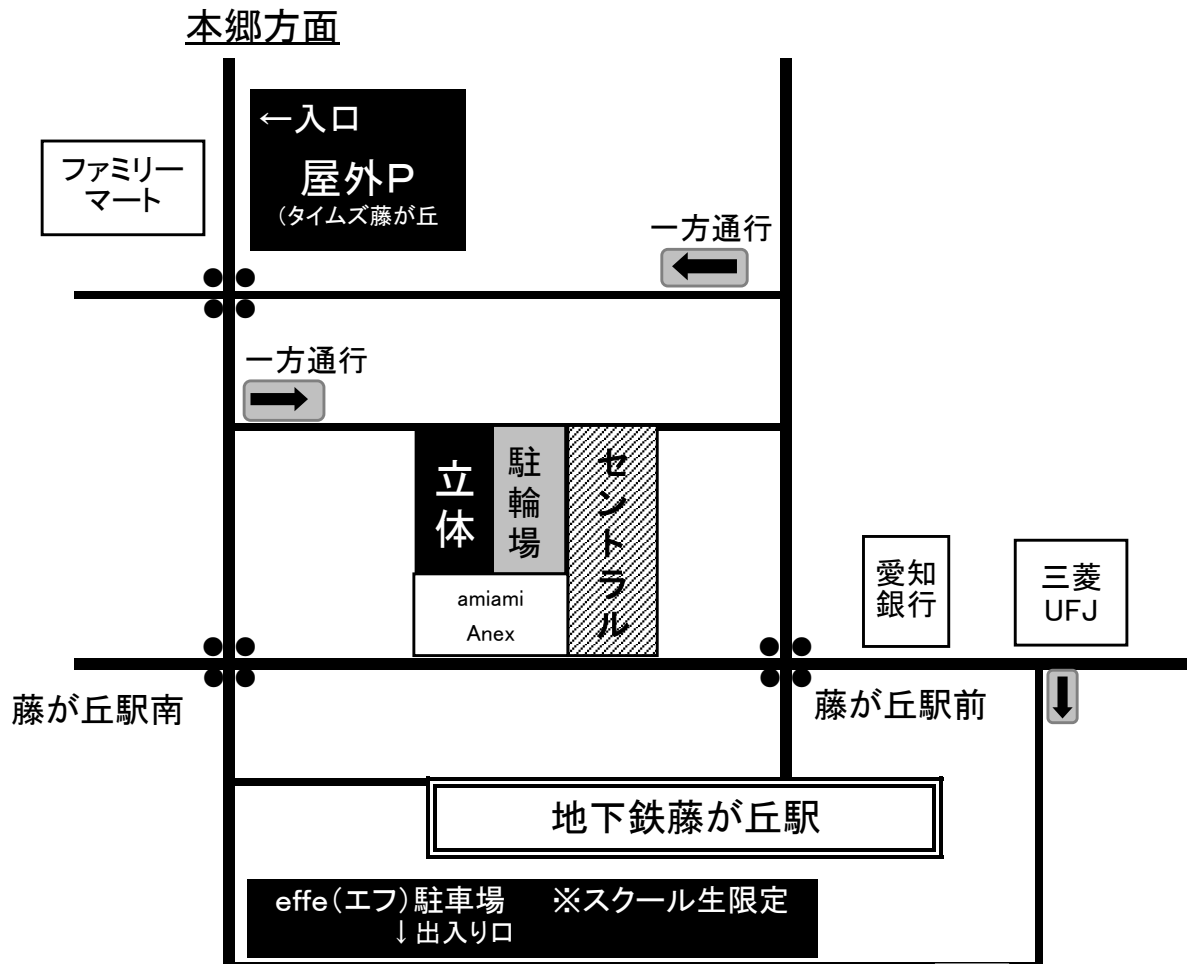 本郷方面
←入口
屋外P
(タイムズ藤が丘
ファミリー
マート
一方通行
一方通行
立体
駐輪場
セントラル
amiami
Anex
愛知
銀行
三菱
UFJ
藤が丘駅南
藤が丘駅前
地下鉄藤が丘駅
effe(エフ)駐車場　※スクール生限定
↓出入り口